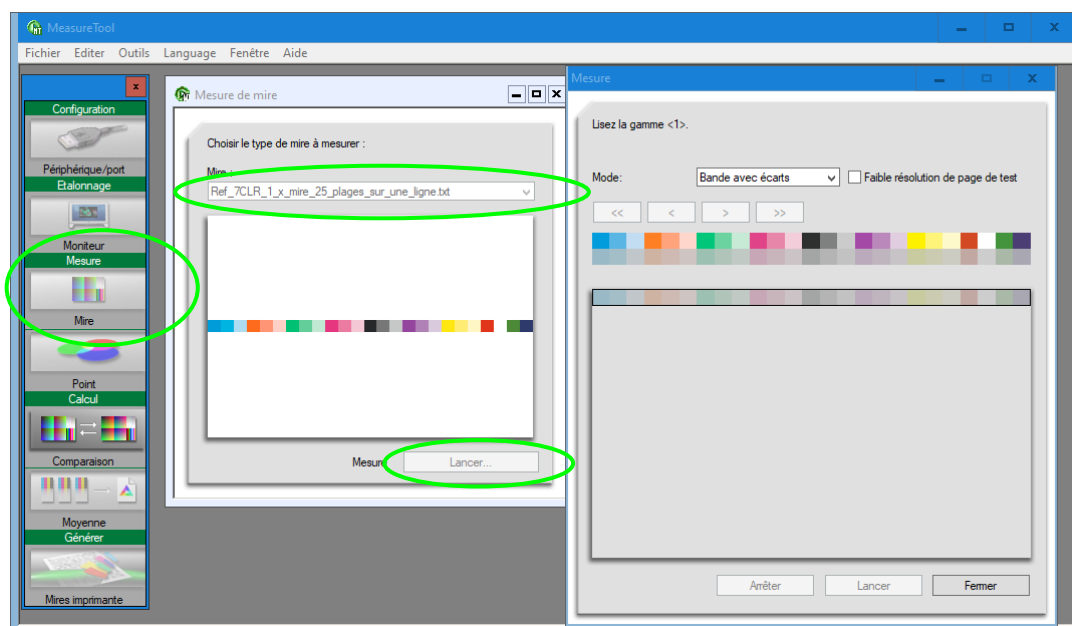 MeasureTool
Fichier Editer Outils Language Fenêtre Aide
Configuration
Périphérique/port
Etalonnage
Moniteur
Mesure
Mire
Point
Calcul
Comparaison
Moyenne
Générer
Mires imprimante
Mesure de mire
Choisir le type de mire à mesurer :
Mire :
Ref_7CLR_1_x_mire_25_plages_sur_une_ligne.txt
Mesure
Lancer...
Mesure
Lisez la gamme <1>.
Mode: Bande avec écarts Faible résolution de page de test
<< < > >>
Arrêter Lancer Fermer